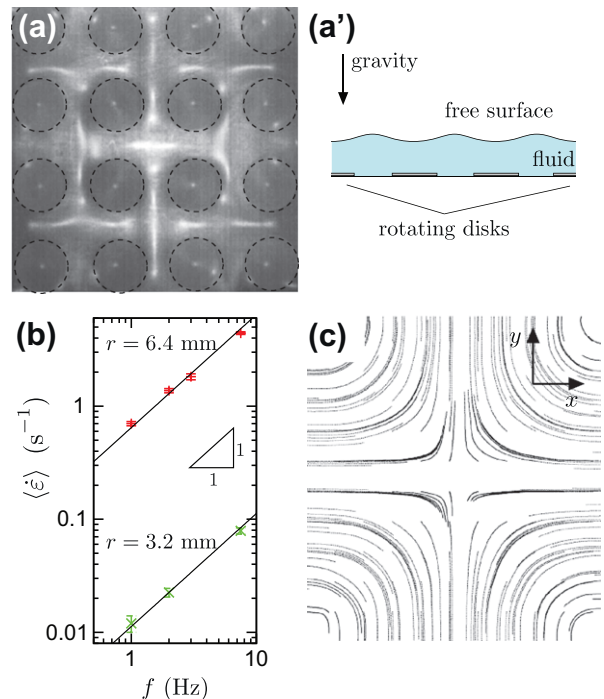 (a)
(a')
gravity
free surface
fluid
rotating disks
(b)
r = 6.4 mm
r = 3.2 mm
1
1
1
0.1
0.01
⟨ε̇⟩ (s⁻¹)
1
10
f (Hz)
(c)
y
x